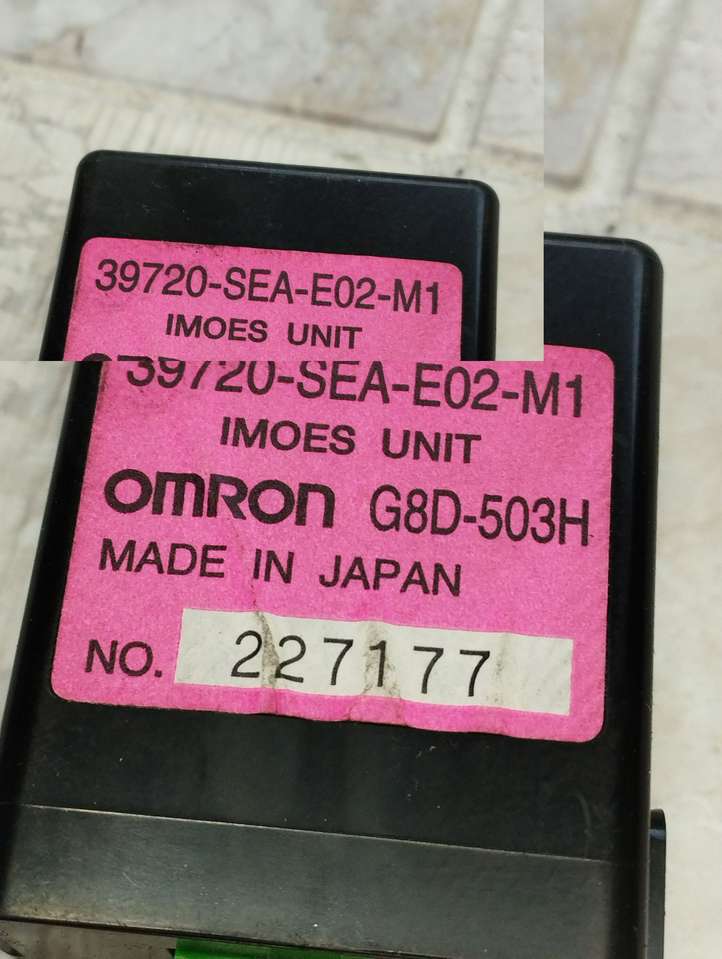 39720-SEA-E02-M1
IMOES UNIT
39720-SEA-E02-M1
IMOES UNIT
OMRON G8D-503H
MADE IN JAPAN
NO. 227177